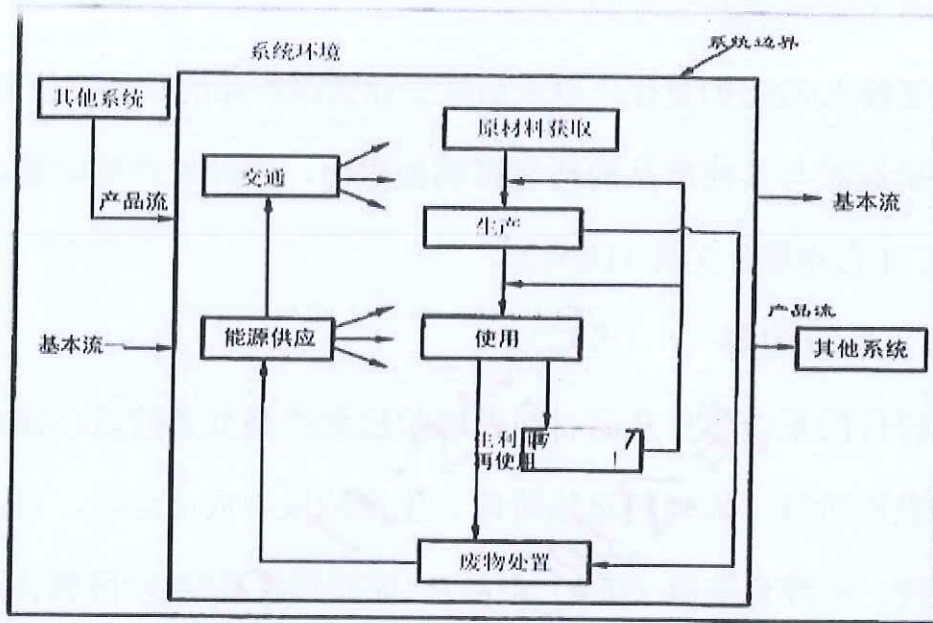 系统环境
系统边界
其他系统
原材料获取
交通
产品流
生产
基本流
产品流
能源供应
使用
基本流
其他系统
再使用
废物处置